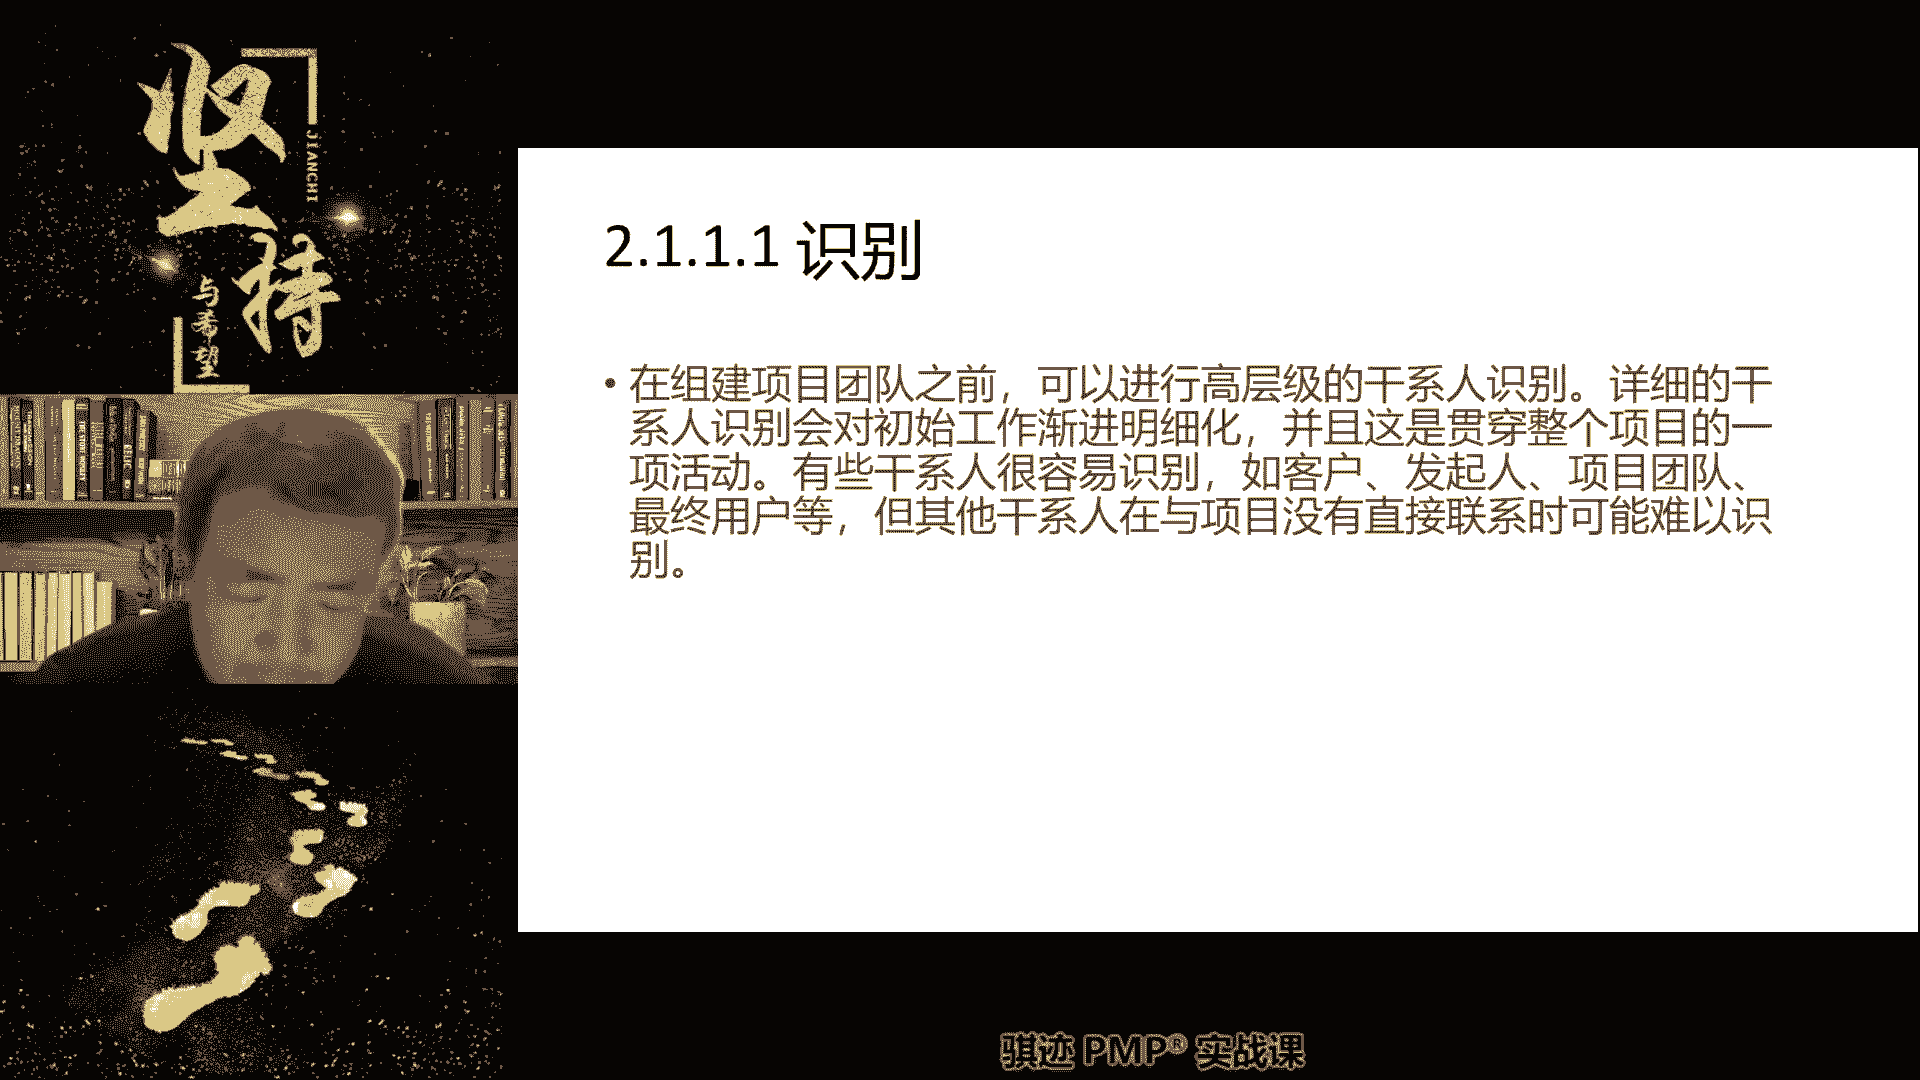 坚持
JIANCHI
与希望
2.1.1.1 识别
• 在组建项目团队之前，可以进行高层级的干系人识别。详细的干
系人识别会对初始工作渐进明细化，并且这是贯穿整个项目的一
项活动。有些干系人很容易识别，如客户、发起人、项目团队、
最终用户等，但其他干系人在与项目没有直接联系时可能难以识
别。
骐迹 PMP® 实战课